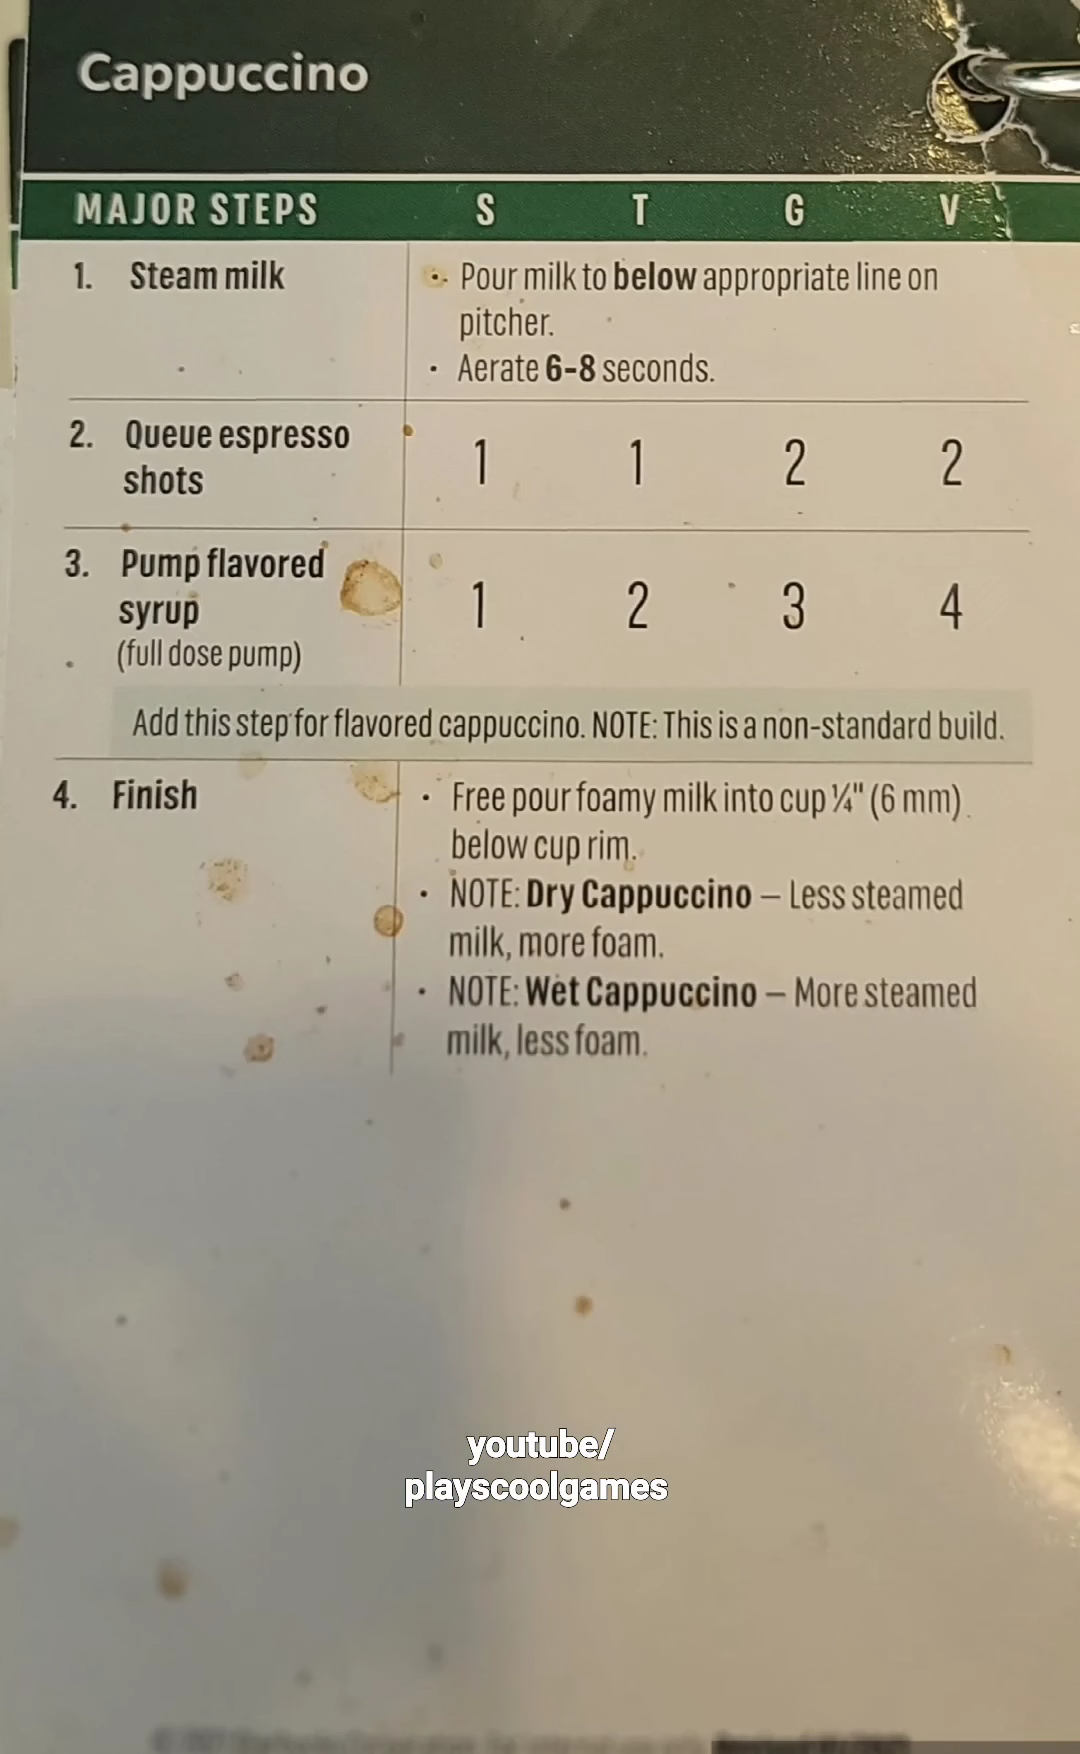 Cappuccino
MAJOR STEPS S T G V
1. Steam milk
· Pour milk to below appropriate line on
pitcher.
· Aerate 6-8 seconds.
2. Queue espresso
shots
1 1 2 2
3. Pump flavored
syrup
(full dose pump)
1 2 3 4
Add this step for flavored cappuccino. NOTE: This is a non-standard build.
4. Finish
· Free pour foamy milk into cup ¼" (6 mm)
below cup rim.
· NOTE: Dry Cappuccino – Less steamed
milk, more foam.
· NOTE: Wet Cappuccino – More steamed
milk, less foam.
youtube/
playscoolgames